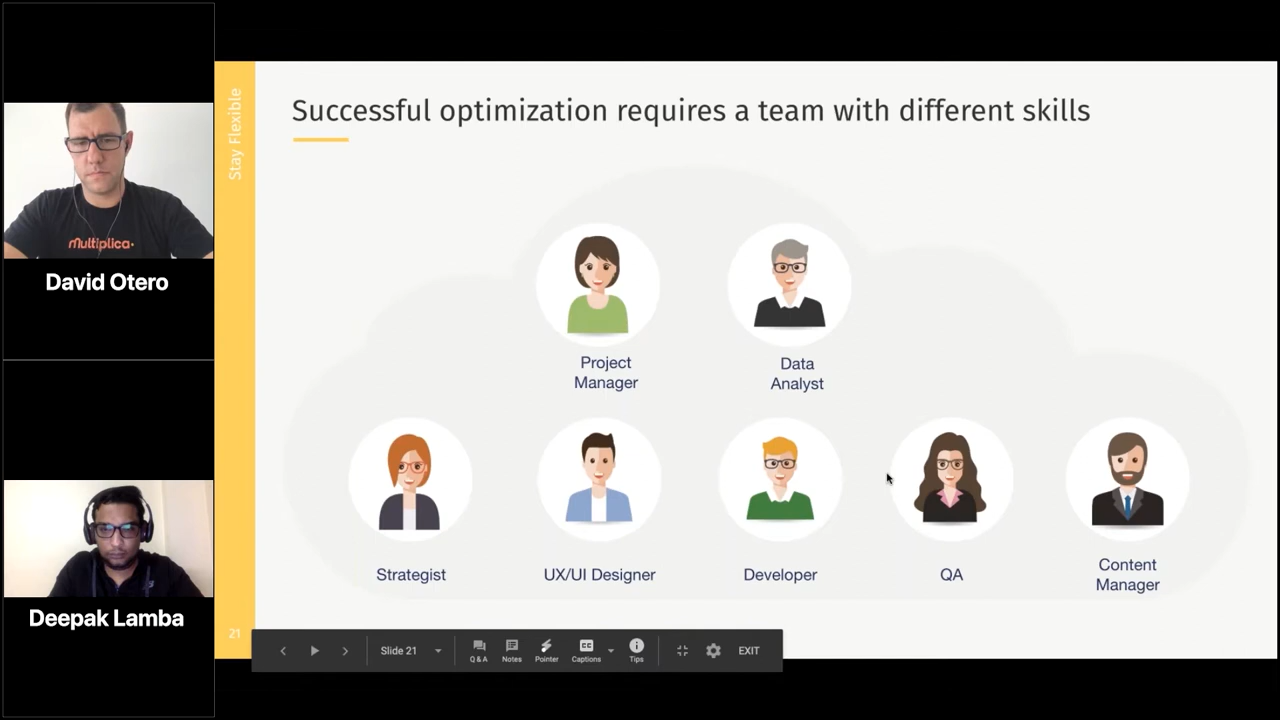 multiplica
David Otero
Deepak Lamba
Stay Flexible
Successful optimization requires a team with different skills
Project
Manager
Data
Analyst
Strategist
UX/UI Designer
Developer
QA
Content
Manager
21
Slide 21
Q & A
Notes
Pointer
Captions
Tips
EXIT